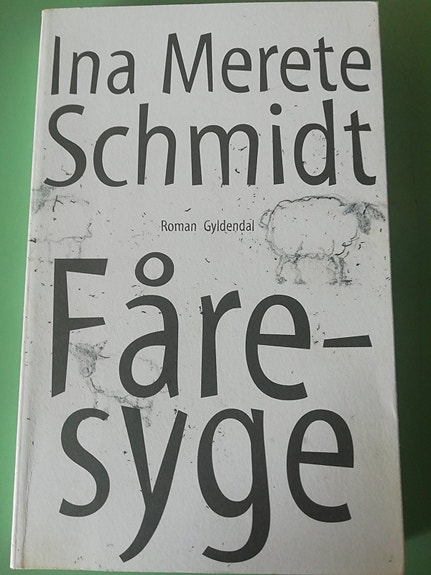 Ina Merete
Schmidt
Roman Gyldendal
Fåre-
syge